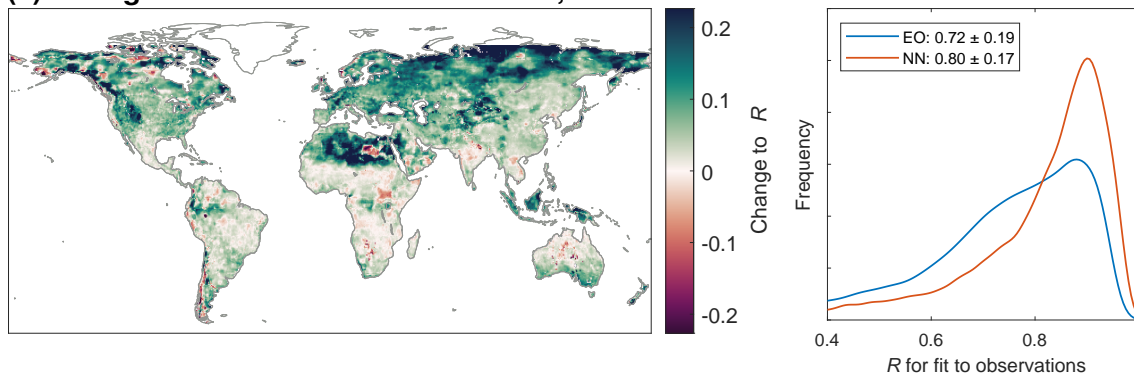 0.2
0.1
0
-0.1
-0.2
Change to R
EO: 0.72 ± 0.19
NN: 0.80 ± 0.17
Frequency
0.4
0.6
0.8
R for fit to observations